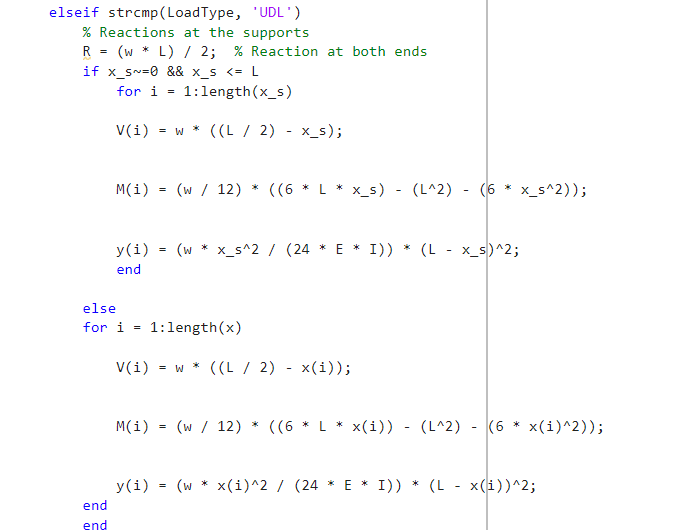 elseif strcmp(LoadType, 'UDL')
% Reactions at the supports
R = (w * L) / 2;  % Reaction at both ends
if x_s~=0 && x_s <= L
for i = 1:length(x_s)
V(i) = w * ((L / 2) - x_s);
M(i) = (w / 12) * ((6 * L * x_s) - (L^2) - (6 * x_s^2));
y(i) = (w * x_s^2 / (24 * E * I)) * (L - x_s)^2;
end
else
for i = 1:length(x)
V(i) = w * ((L / 2) - x(i));
M(i) = (w / 12) * ((6 * L * x(i)) - (L^2) - (6 * x(i)^2));
y(i) = (w * x(i)^2 / (24 * E * I)) * (L - x(i))^2;
end
end